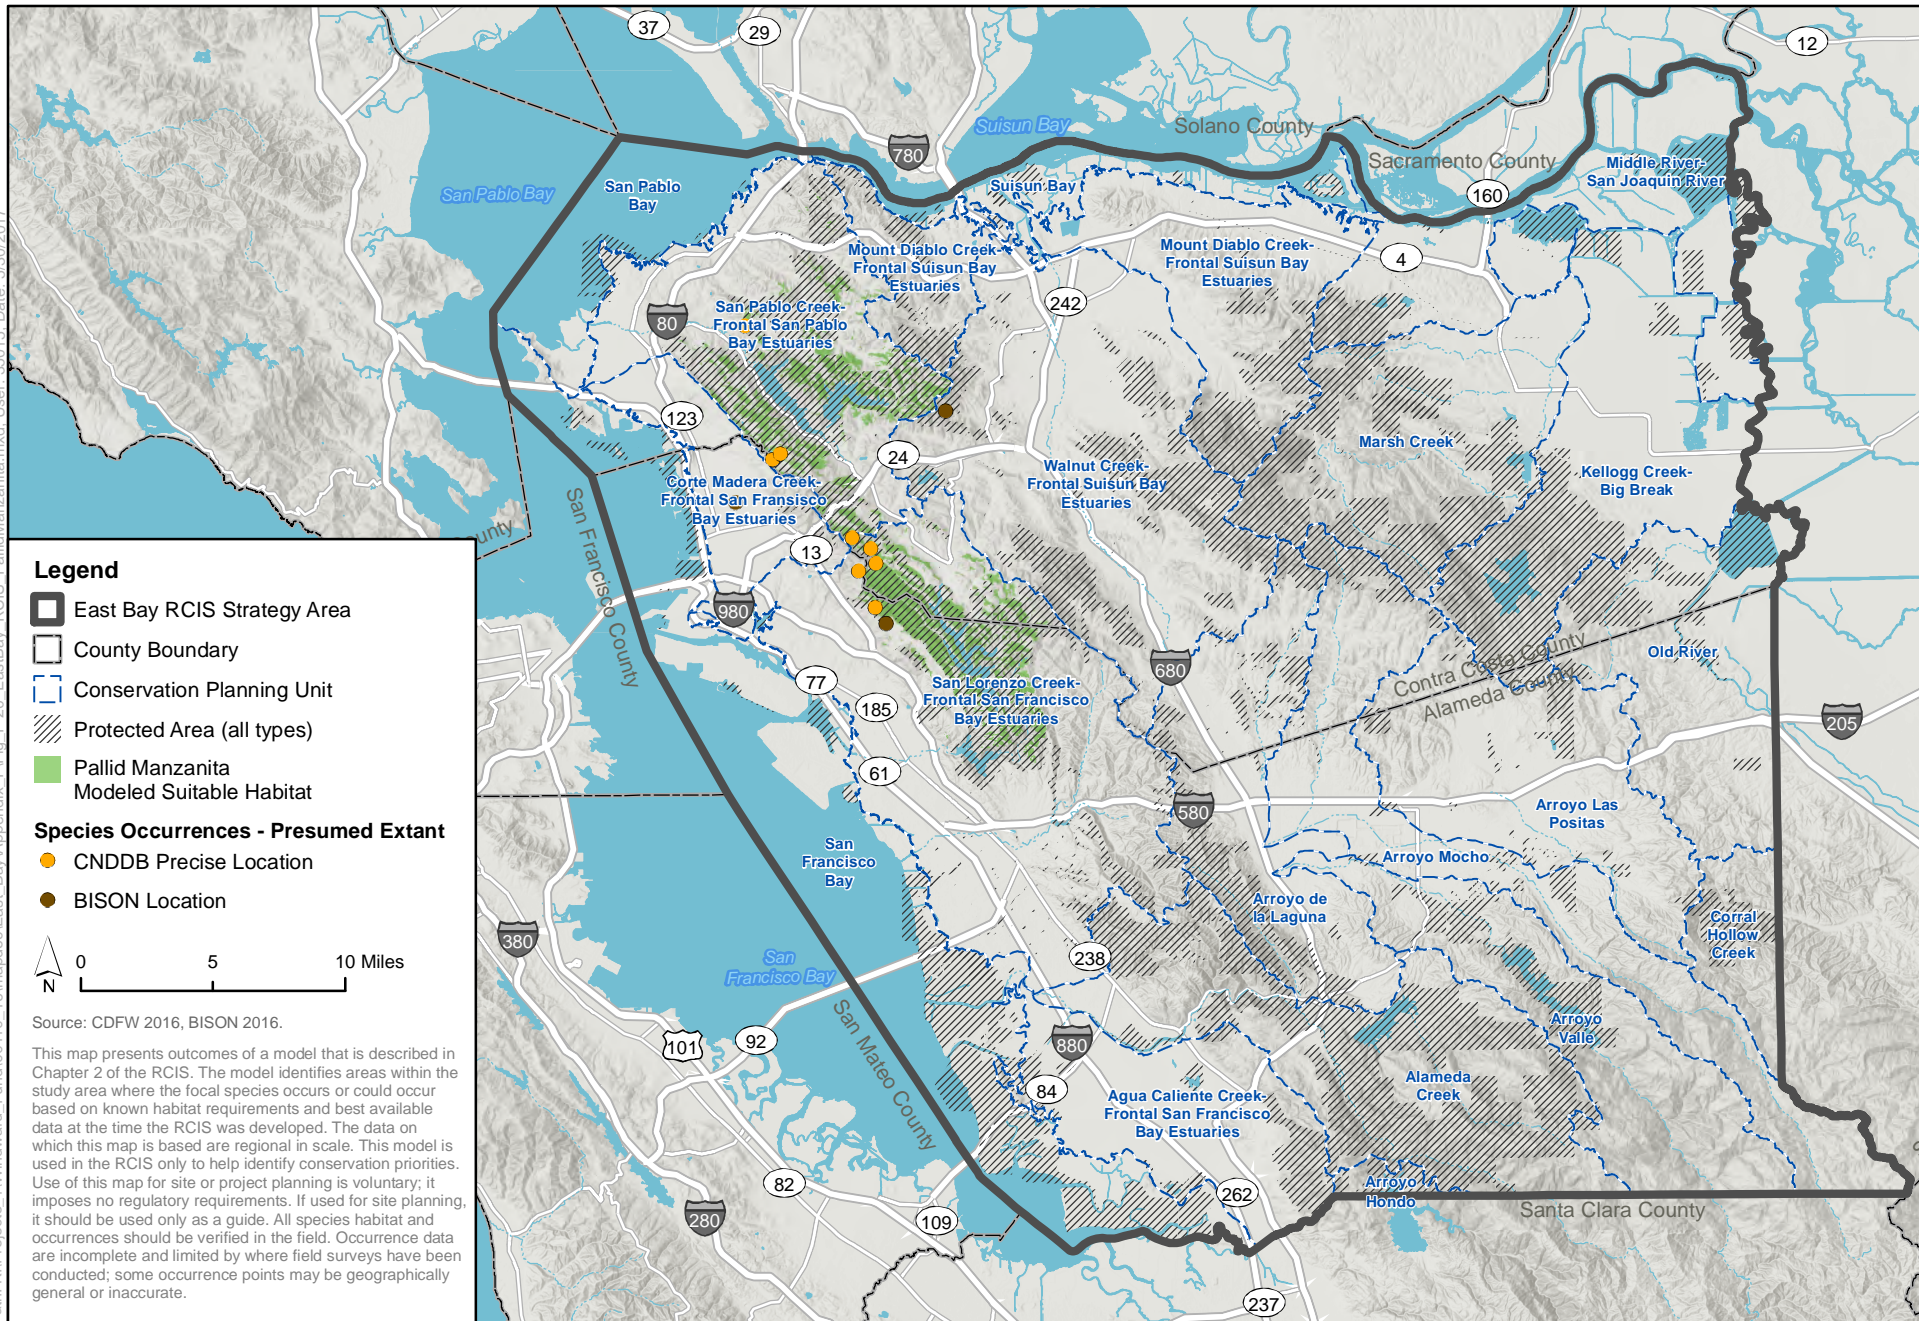 37
29
12
780
Suisun Bay
Solano County
Sacramento County
160
Middle River-
San Joaquin River
San Pablo Bay
San Pablo
Bay
Suisun Bay
Mount Diablo Creek-
Frontal Suisun Bay
Estuaries
Mount Diablo Creek-
Frontal Suisun Bay
Estuaries
4
242
80
San Pablo Creek-
Frontal San Pablo
Bay Estuaries
123
24
Marsh Creek
Walnut Creek-
Frontal Suisun Bay
Estuaries
Kellogg Creek-
Big Break
Corte Madera Creek-
Frontal San Fransisco
Bay Estuaries
13
980
San Francisco County
680
Contra Costa County
Alameda County
Old River
205
77
185
San Lorenzo Creek-
Frontal San Francisco
Bay Estuaries
61
580
Arroyo Las
Positas
San
Francisco
Bay
Arroyo Mocho
Arroyo de
la Laguna
Corral
Hollow
Creek
238
San
Francisco Bay
380
San Mateo County
Arroyo
Valle
101
92
880
84
Alameda
Creek
Agua Caliente Creek-
Frontal San Francisco
Bay Estuaries
82
280
109
262
Arroyo
Hondo
Santa Clara County
237
Legend
East Bay RCIS Strategy Area
County Boundary
Conservation Planning Unit
Protected Area (all types)
Pallid Manzanita
Modeled Suitable Habitat
Species Occurrences - Presumed Extant
CNDDB Precise Location
BISON Location
N
0 5 10 Miles
Source: CDFW 2016, BISON 2016.
This map presents outcomes of a model that is described in
Chapter 2 of the RCIS. The model identifies areas within the
study area where the focal species occurs or could occur
based on known habitat requirements and best available
data at the time the RCIS was developed. The data on
which this map is based are regional in scale. This model is
used in the RCIS only to help identify conservation priorities.
Use of this map for site or project planning is voluntary; it
imposes no regulatory requirements. If used for site planning,
it should be used only as a guide. All species habitat and
occurrences should be verified in the field. Occurrence data
are incomplete and limited by where field surveys have been
conducted; some occurrence points may be geographically
general or inaccurate.